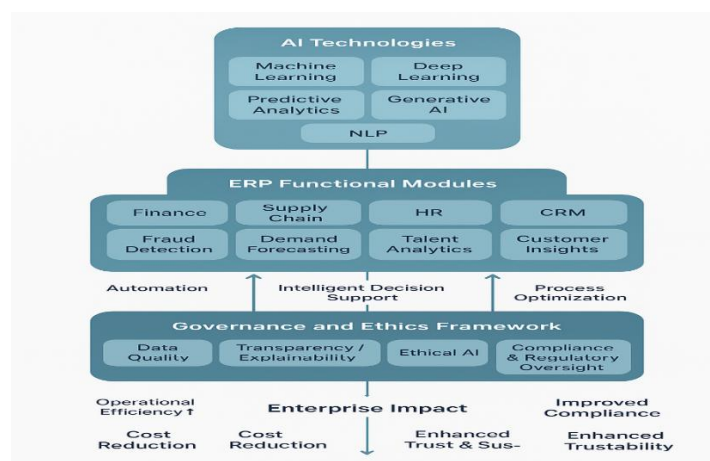 AI Technologies
Machine
Learning
Deep
Learning
Predictive
Analytics
Generative
AI
NLP
ERP Functional Modules
Finance
Supply
Chain
HR
CRM
Fraud
Detection
Demand
Forecasting
Talent
Analytics
Customer
Insights
Automation
Intelligent Decision
Support
Process
Optimization
Governance and Ethics Framework
Data
Quality
Transparency /
Explainability
Ethical AI
Compliance
& Regulatory
Oversight
Operational
Efficiency ↑
Enterprise Impact
Improved
Compliance
Cost
Reduction
Cost
Reduction
Enhanced
Trust & Sus-
Enhanced
Trustability